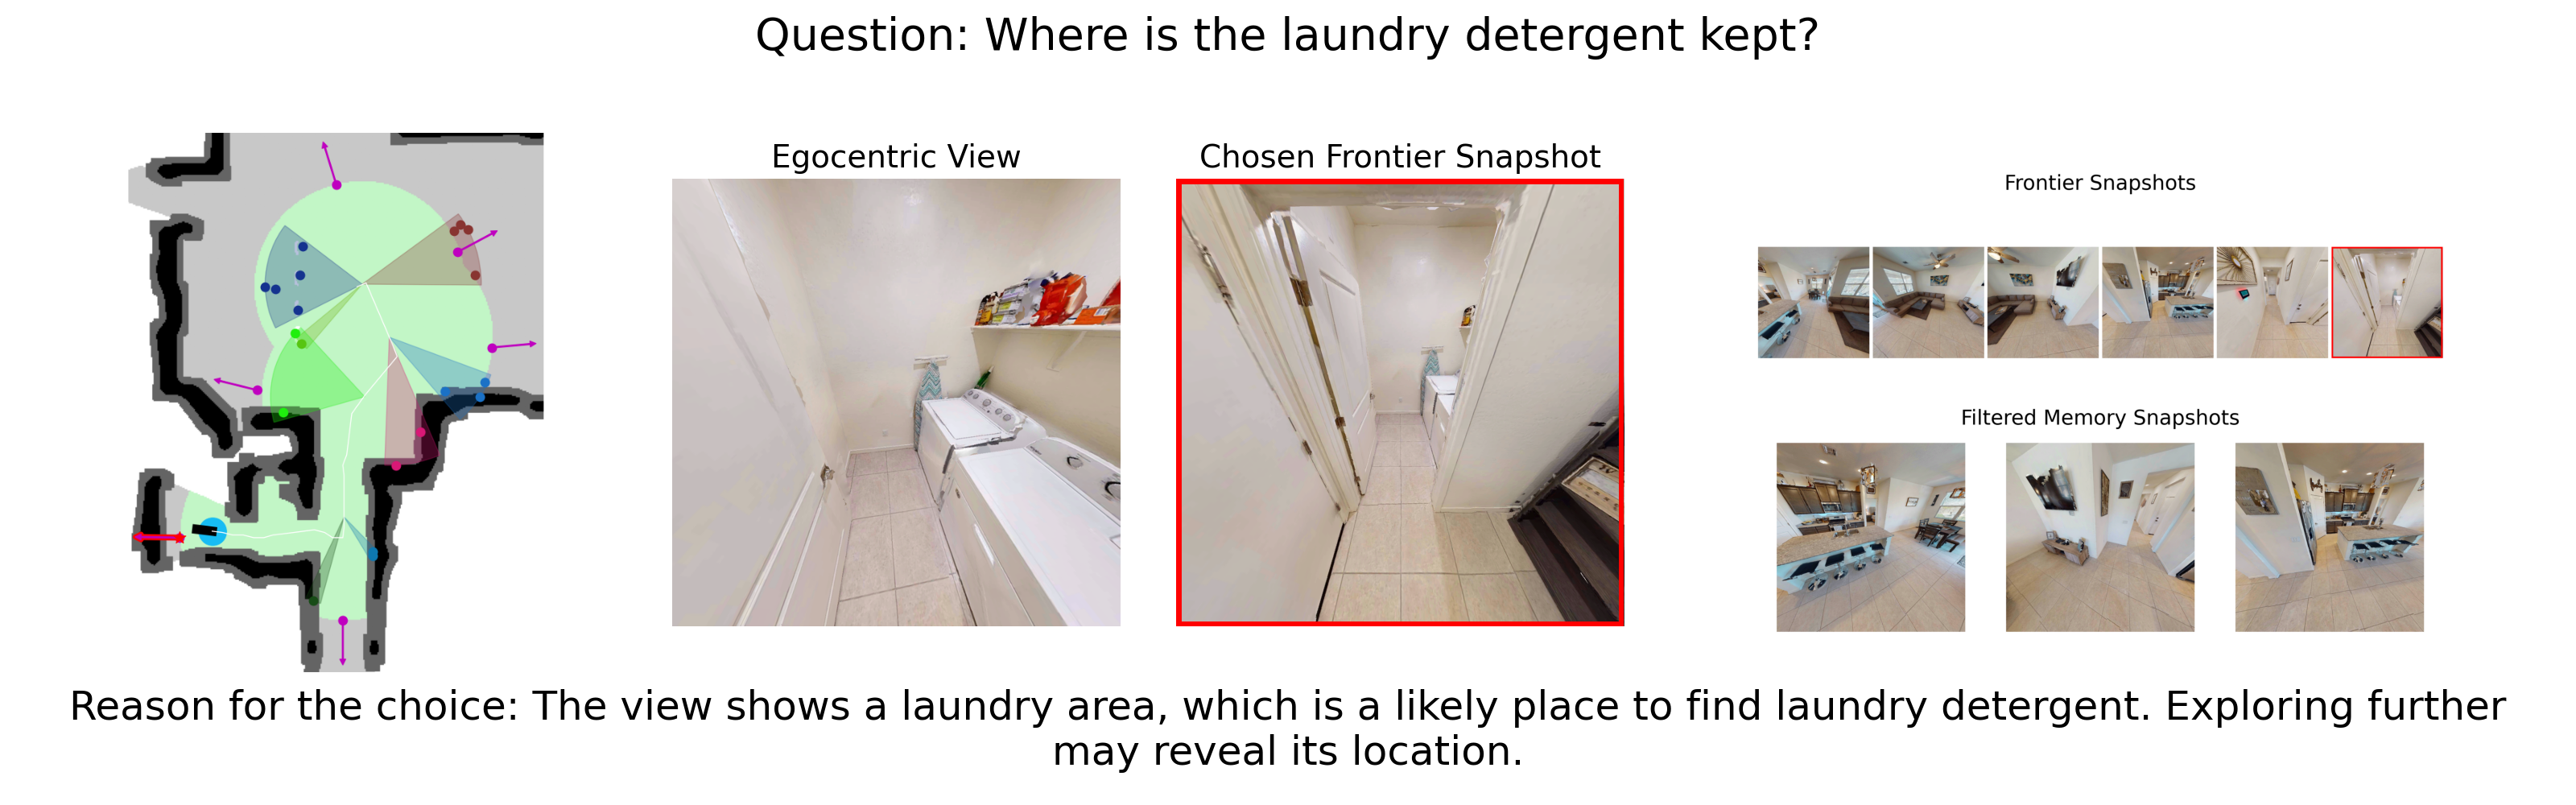 Question: Where is the laundry detergent kept?
Egocentric View
Chosen Frontier Snapshot
Frontier Snapshots
Filtered Memory Snapshots
Reason for the choice: The view shows a laundry area, which is a likely place to find laundry detergent. Exploring further
may reveal its location.